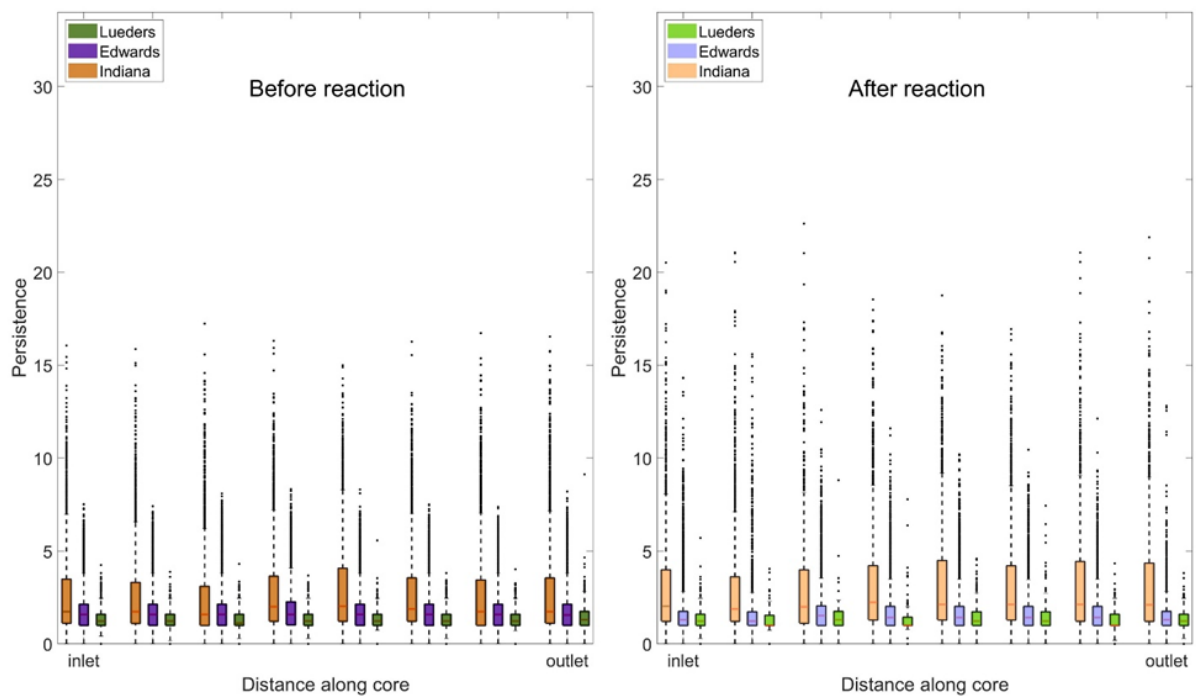 Lueders
Edwards
Indiana
Before reaction
30
25
20
15
10
5
0
Persistence
inlet
outlet
Distance along core
Lueders
Edwards
Indiana
After reaction
30
25
20
15
10
5
0
Persistence
inlet
outlet
Distance along core